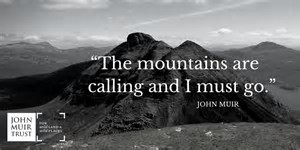 “The mountains are
calling and I must go.”
JOHN MUIR
JOHN
MUIR
TRUST